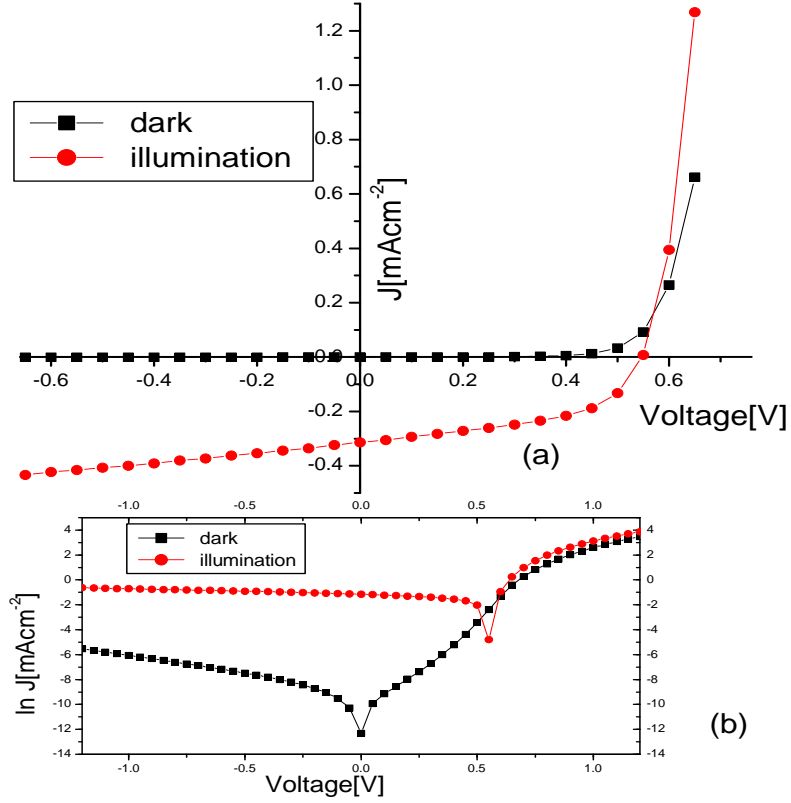 1.2
1.0
0.8
0.6
0.4
0.2
0.0
-0.2
-0.4
J[mAcm-2]
dark
illumination
-0.6 -0.4 -0.2 0.0 0.2 0.4 0.6
Voltage[V]
(a)
-1.0 -0.5 0.0 0.5 1.0
dark
illumination
4 4
2 2
0 0
-2 -2
-4 -4
-6 -6
-8 -8
-10 -10
-12 -12
-14 -14
ln J[mAcm-2]
(b)
-1.0 -0.5 0.0 0.5 1.0
Voltage[V]